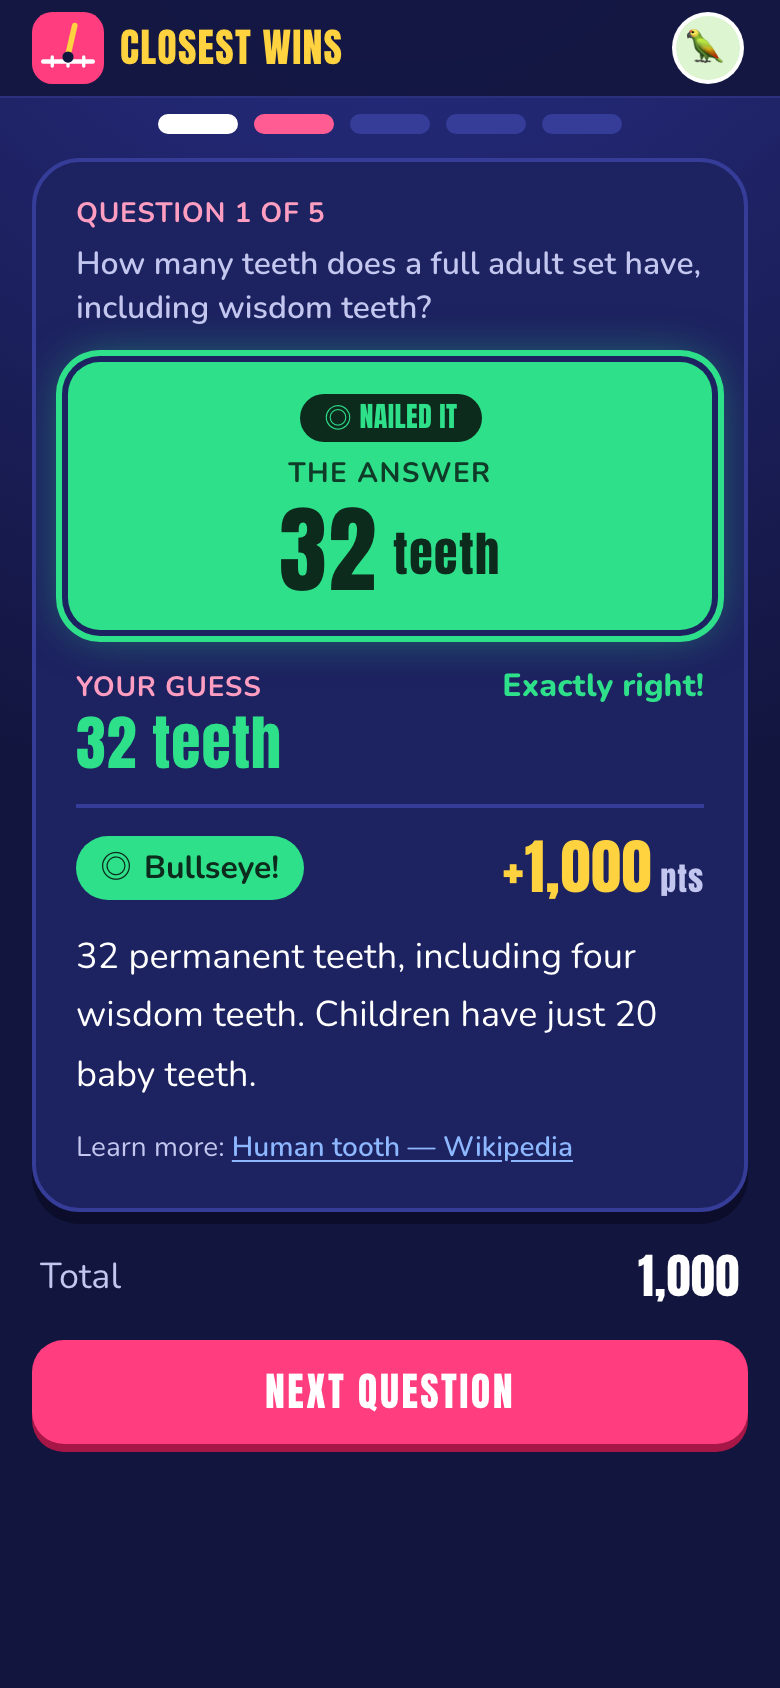 CLOSEST WINS
QUESTION 1 OF 5
How many teeth does a full adult set have,
including wisdom teeth?
NAILED IT
THE ANSWER
32 teeth
YOUR GUESS
Exactly right!
32 teeth
Bullseye!
+1,000 pts
32 permanent teeth, including four
wisdom teeth. Children have just 20
baby teeth.
Learn more: Human tooth — Wikipedia
Total
1,000
NEXT QUESTION